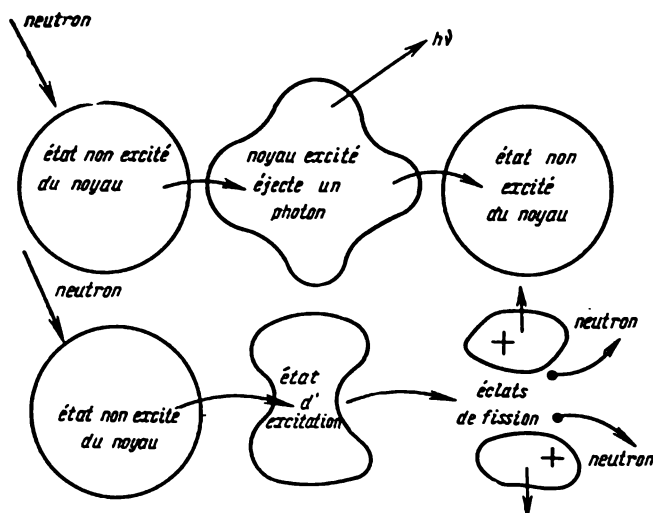 neutron
hν
état non excité
du noyau
noyau excité
éjecte un
photon
état non
excité
du noyau
neutron
état non excité
du noyau
état
d'
excitation
+
neutron
éclats
de fission
+
neutron